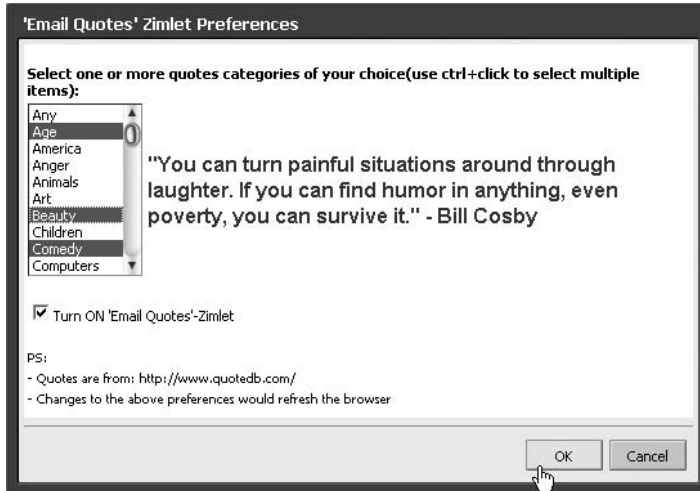 'Email Quotes' Zimlet Preferences
Select one or more quotes categories of your choice(use ctrl+click to select multiple
items):
Any
Age
America
Anger
Animals
Art
Beauty
Children
Comedy
Computers
"You can turn painful situations around through
laughter. If you can find humor in anything, even
poverty, you can survive it." - Bill Cosby
Turn ON 'Email Quotes'-Zimlet
PS:
- Quotes are from: http://www.quotedb.com/
- Changes to the above preferences would refresh the browser
OK
Cancel